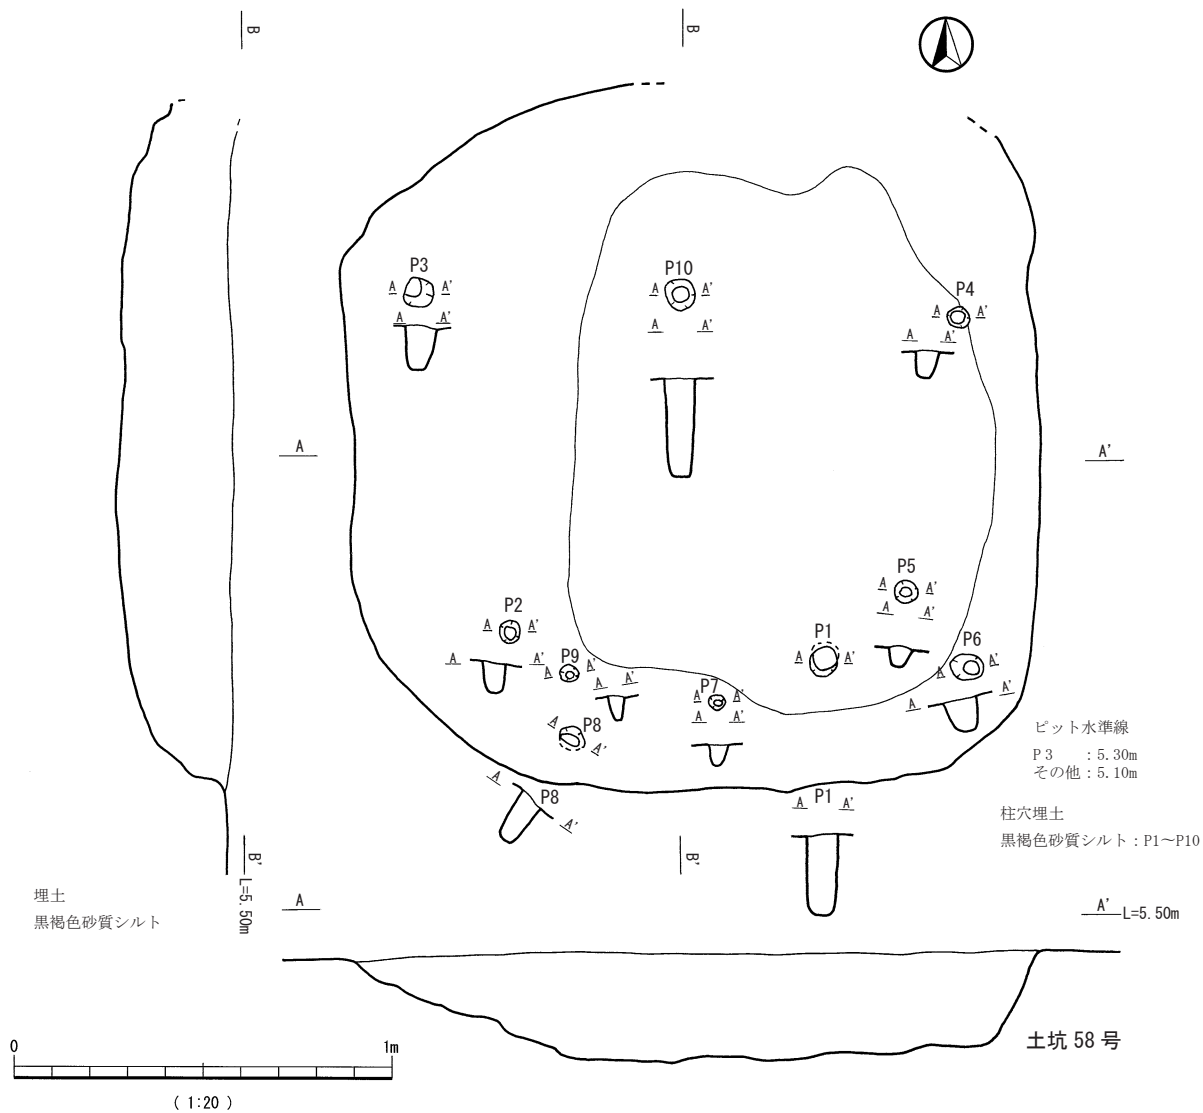 B
B
P3
A A'
A A'
P10
A A'
A A'
P4
A A'
A A'
A
A'
P5
A A'
A A'
P2
A A'
A A'
P9
A A'
A A'
P1
A A'
P6
A A'
A A'
P7
A A'
A A'
P8
A A'
P8
A A'
P1
A A'
ピット水準線
P3 : 5.30m
その他 : 5.10m
柱穴埋土
黒褐色砂質シルト : P1〜P10
B'
L=5.50m
B'
埋土
黒褐色砂質シルト
A
A' L=5.50m
土坑 58 号
0 1m
( 1:20 )